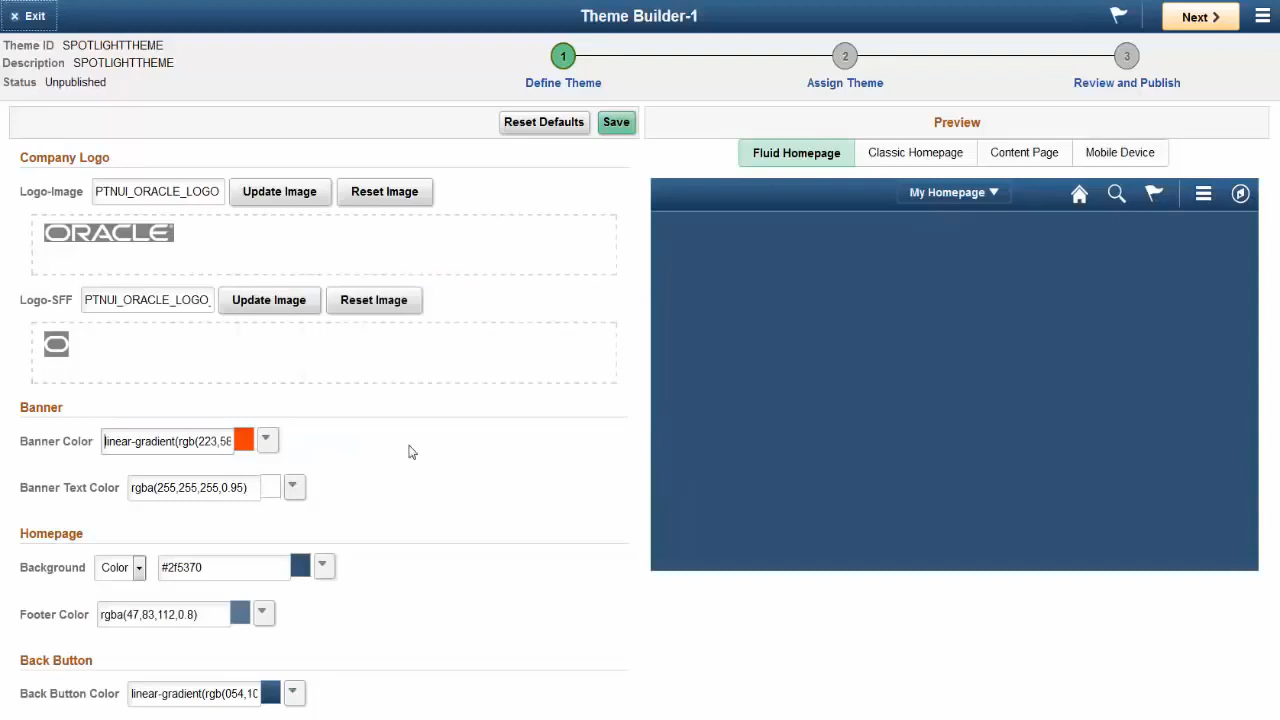 Exit
Theme Builder-1
Next
Theme ID SPOTLIGHTTHEME
Description SPOTLIGHTTHEME
Status Unpublished
1
2
3
Define Theme
Assign Theme
Review and Publish
Reset Defaults
Save
Preview
Company Logo
Logo-Image PTNUI_ORACLE_LOGO Update Image Reset Image
ORACLE
Logo-SFF PTNUI_ORACLE_LOGO_ Update Image Reset Image
Banner
Banner Color linear-gradient(rgb(223,58
Banner Text Color rgba(255,255,255,0.95)
Homepage
Background Color #2f5370
Footer Color rgba(47,83,112,0.8)
Back Button
Back Button Color linear-gradient(rgb(054,10
Fluid Homepage
Classic Homepage
Content Page
Mobile Device
My Homepage